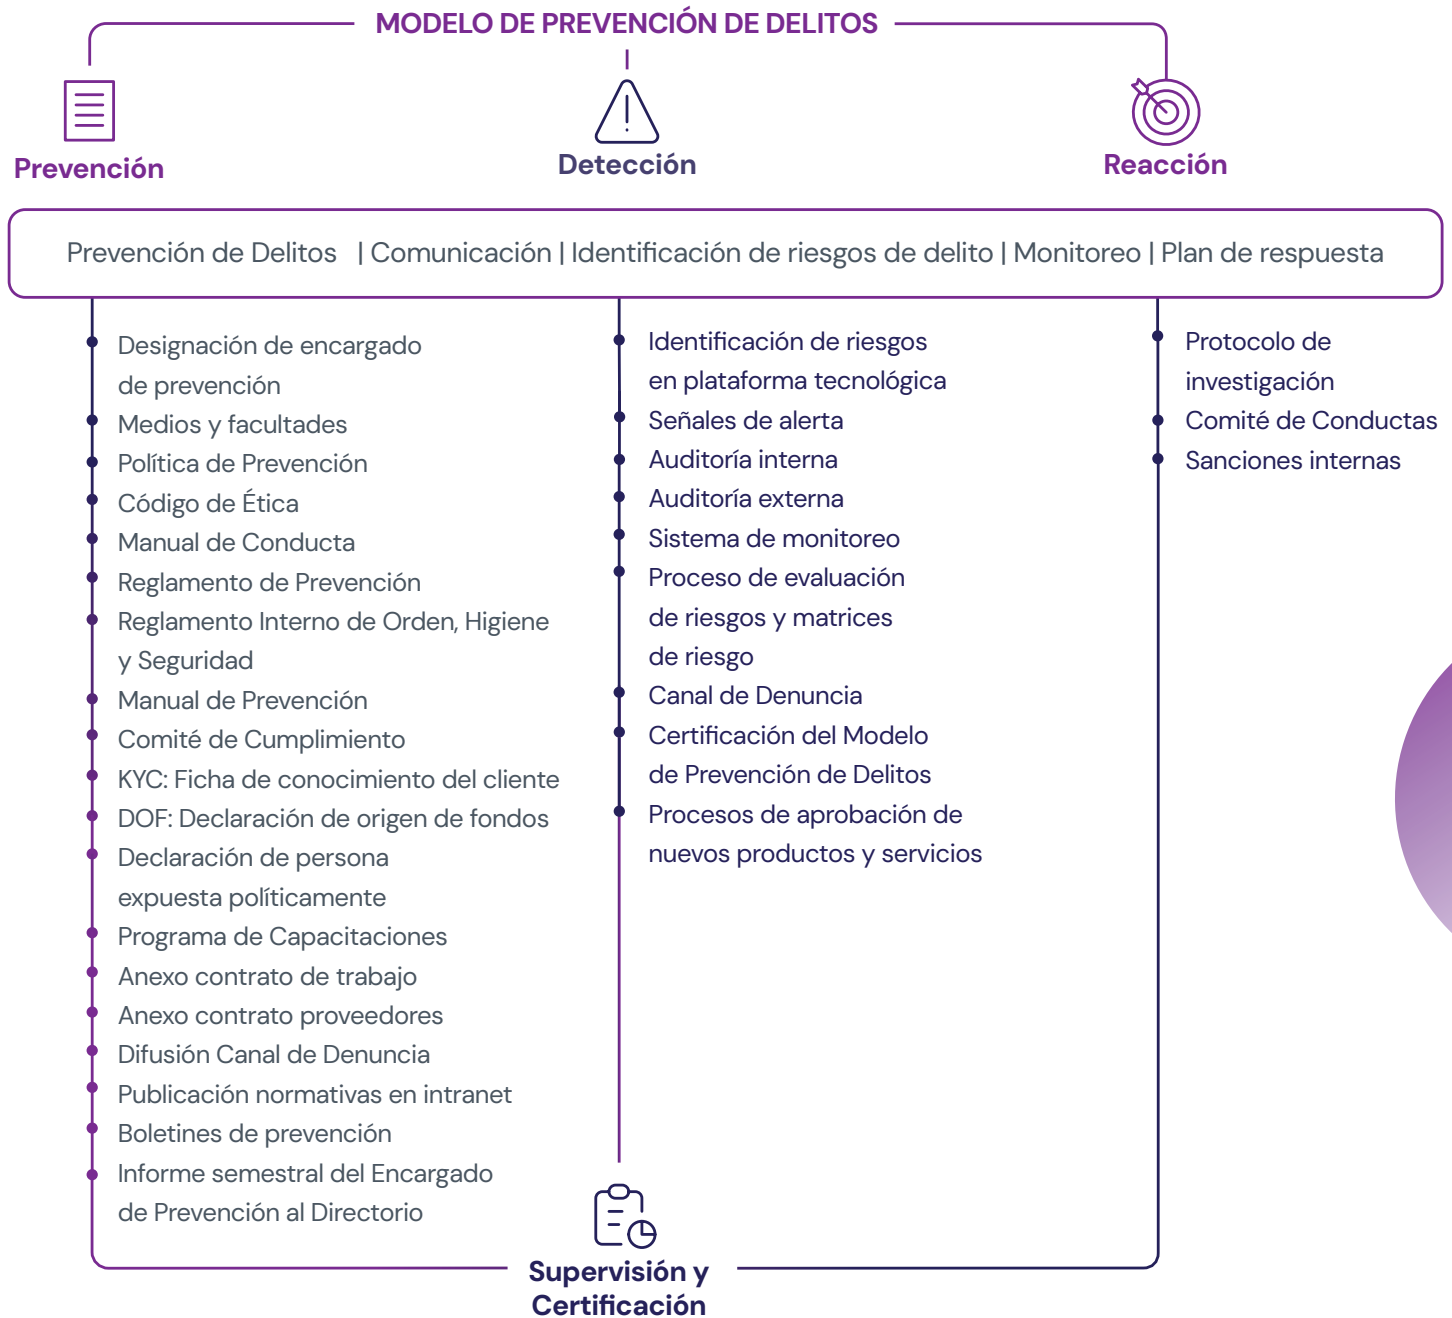 MODELO DE PREVENCIÓN DE DELITOS
Prevención
Detección
Reacción
Prevención de Delitos | Comunicación | Identificación de riesgos de delito | Monitoreo | Plan de respuesta
Designación de encargado
de prevención
Medios y facultades
Política de Prevención
Código de Ética
Manual de Conducta
Reglamento de Prevención
Reglamento Interno de Orden, Higiene
y Seguridad
Manual de Prevención
Comité de Cumplimiento
KYC: Ficha de conocimiento del cliente
DOF: Declaración de origen de fondos
Declaración de persona
expuesta políticamente
Programa de Capacitaciones
Anexo contrato de trabajo
Anexo contrato proveedores
Difusión Canal de Denuncia
Publicación normativas en intranet
Boletines de prevención
Informe semestral del Encargado
de Prevención al Directorio
Identificación de riesgos
en plataforma tecnológica
Señales de alerta
Auditoría interna
Auditoría externa
Sistema de monitoreo
Proceso de evaluación
de riesgos y matrices
de riesgo
Canal de Denuncia
Certificación del Modelo
de Prevención de Delitos
Procesos de aprobación de
nuevos productos y servicios
Protocolo de
investigación
Comité de Conductas
Sanciones internas
Supervisión y
Certificación